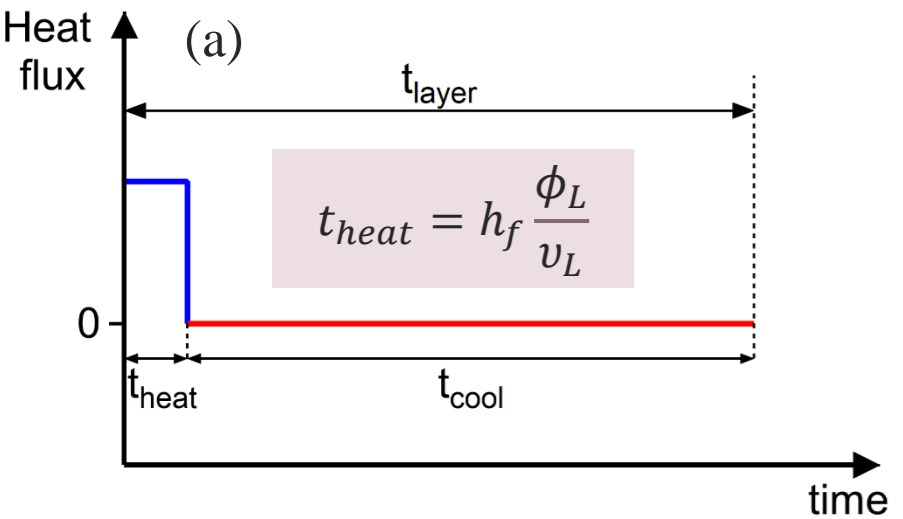 Heat
flux
(a)
t_layer
t_heat = h_f ϕ_L / υ_L
0
t_heat
t_cool
time